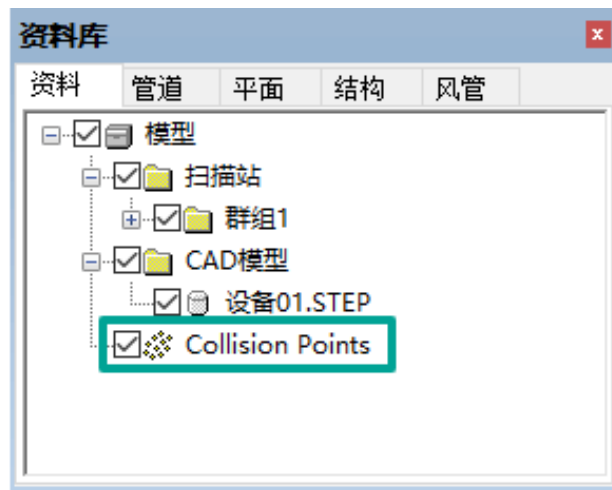 资料库
资料 管道 平面 结构 风管
模型
扫描站
群组1
CAD模型
设备01.STEP
Collision Points